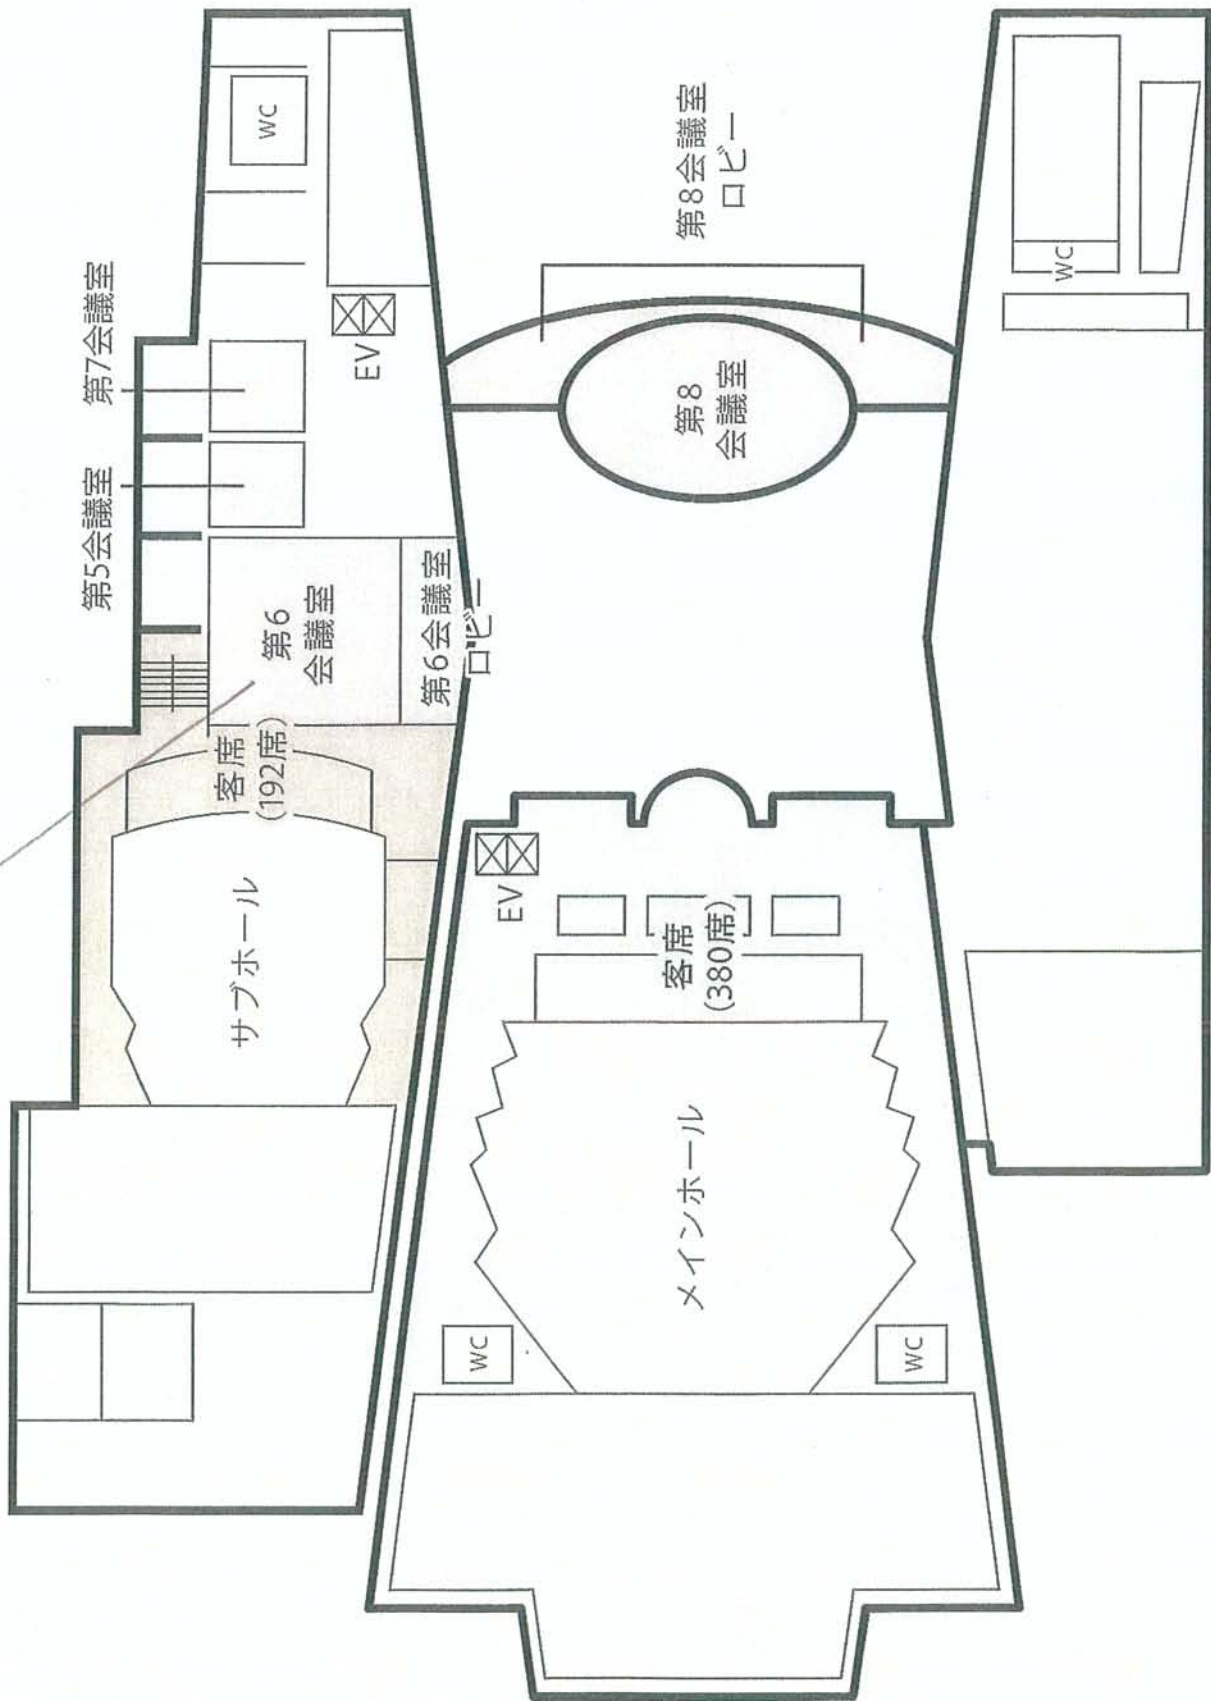 WC
第7会議室
第5会議室
EV
第6
会議室
第6会議室
ロビー
客席
(192席)
サブホール
第8会議室
ロビー
第8
会議室
EV
客席
(380席)
メインホール
WC
WC
WC